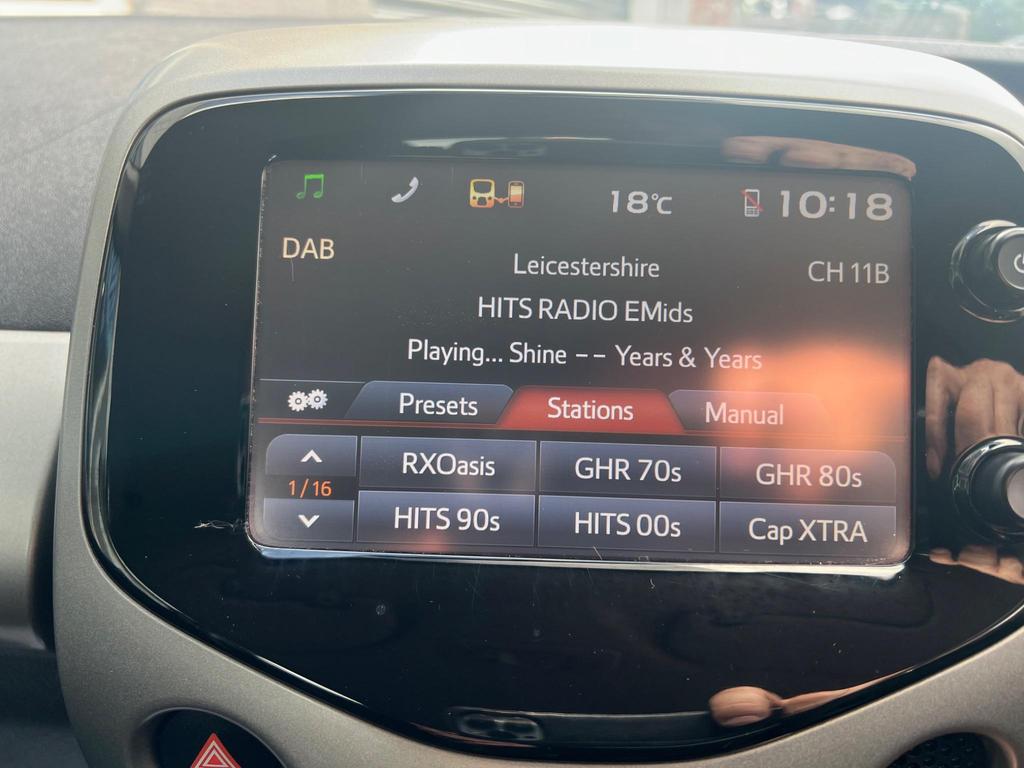 18°C 10:18
DAB
Leicestershire CH 11B
HITS RADIO EMids
Playing... Shine -- Years & Years
Presets Stations Manual
RXOasis GHR 70s GHR 80s
1/16
HITS 90s HITS 00s Cap XTRA